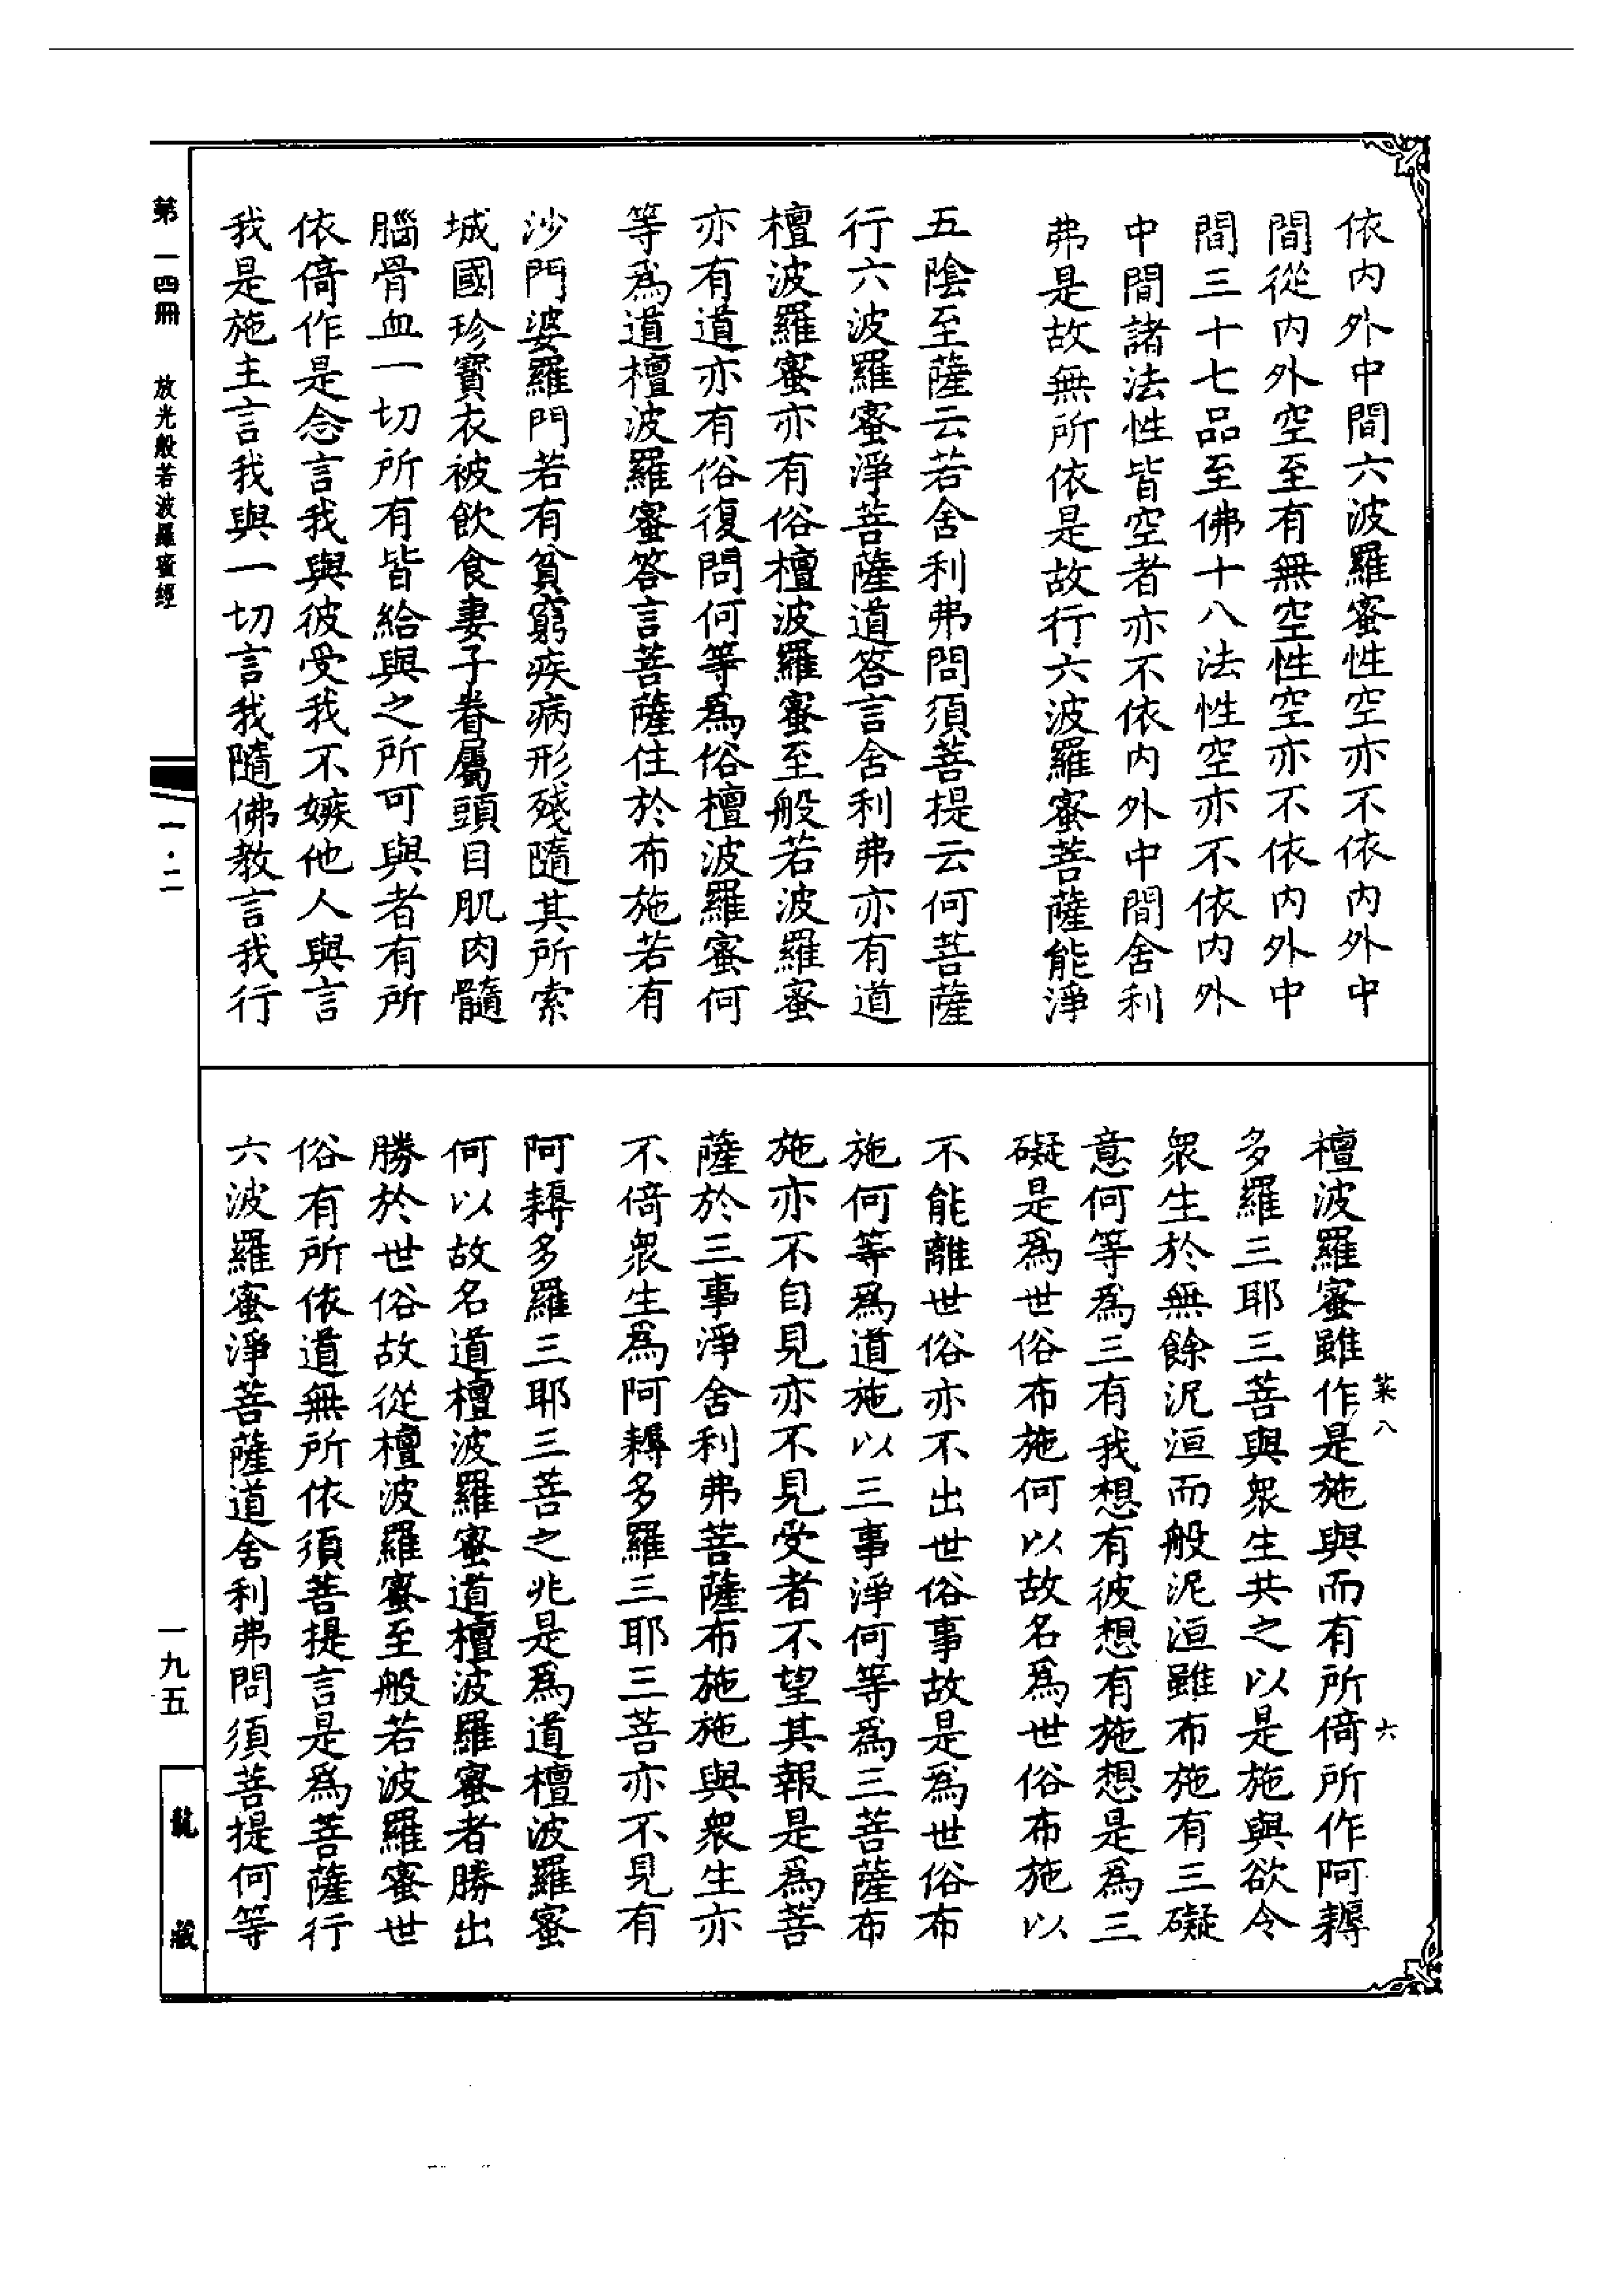 依内外中間六波羅蜜性空亦不依内外中
間從内外空至有無空性空亦不依内外中
間三十七品至佛十八法性空亦不依内外
中間諸法性皆空者亦不依内外中間舍利
弗是故無所依是故行六波羅蜜菩薩能淨
五陰至薩云若舍利弗問須菩提云何菩薩
行六波羅蜜淨菩薩道答言舍利弗亦有道
檀波羅蜜亦有俗檀波羅蜜至般若波羅蜜
亦有道亦有俗復問何等爲俗檀波羅蜜何
等爲道檀波羅蜜答言菩薩住於布施若有
沙門婆羅門若有貧窮疾病形殘隨其所索
城國珍寶衣被飲食妻子眷屬頭目肌肉髓
腦骨血一切所有皆給與之所可與者有所
依倚作是念言我與彼受我不嫉他人與言
我是施主言我與一切言我隨佛教言我行
檀波羅蜜雖作是施與而有所倚所作阿耨
多羅三耶三菩與衆生共之以是施與欲令
衆生於無餘泥洹而般泥洹雖布施有三礙
意何等爲三有我想有彼想有施想是爲三
礙是爲世俗布施何以故名爲世俗布施以
不能離世俗亦不出世俗事故是爲世俗布
施何等爲道施以三事淨何等爲三菩薩布
施亦不自見亦不見受者不望其報是爲菩
薩於三事淨舍利弗菩薩布施施與衆生亦
不倚衆生爲阿耨多羅三耶三菩亦不見有
阿耨多羅三耶三菩之兆是爲道檀波羅蜜
何以故名道檀波羅蜜道檀波羅蜜者勝出
勝於世俗故從檀波羅蜜至般若波羅蜜世
俗有所依道無所依須菩提言是爲菩薩行
六波羅蜜淨菩薩道舍利弗問須菩提何等
菜八
六
第一四冊 放光般若波羅蜜經
一·二
一九五
龍藏